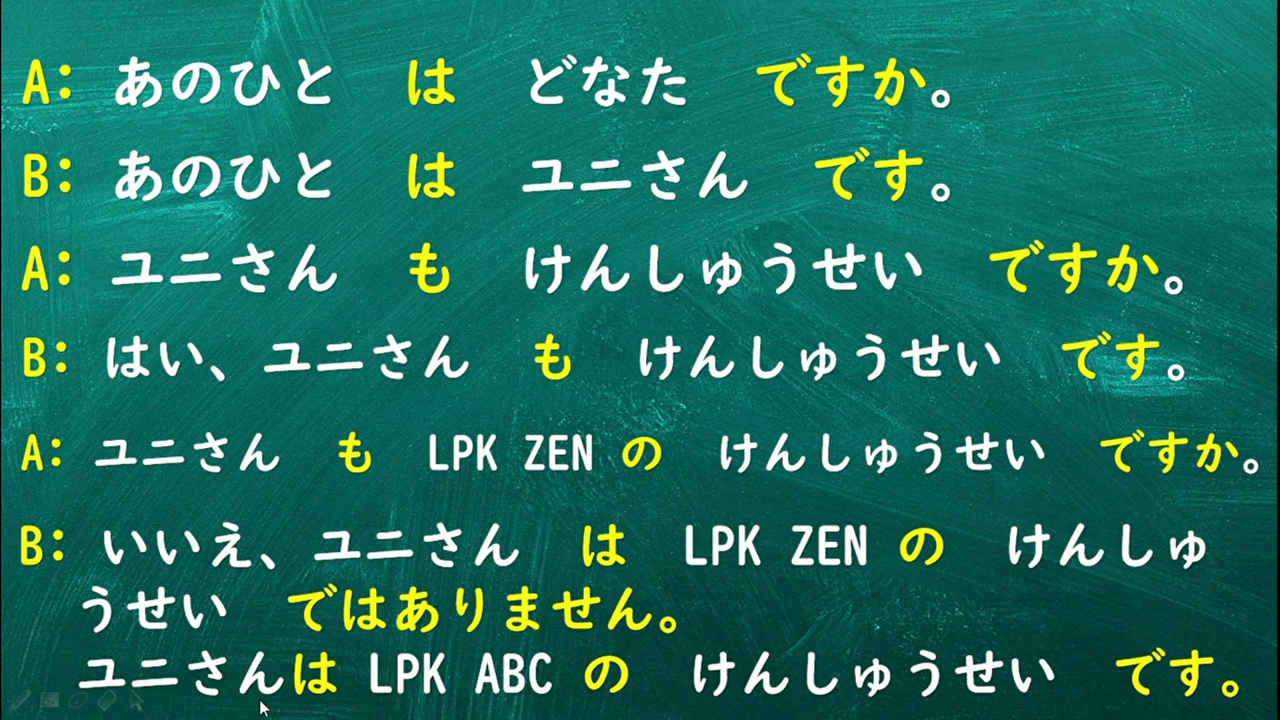 A: あのひと は どなた ですか。
B: あのひと は ユニさん です。
A: ユニさん も けんしゅうせい ですか。
B: はい、ユニさん も けんしゅうせい です。
A: ユニさん も LPK ZEN の けんしゅうせい ですか。
B: いいえ、ユニさん は LPK ZEN の けんしゅ
うせい ではありません。
ユニさんは LPK ABC の けんしゅうせい です。